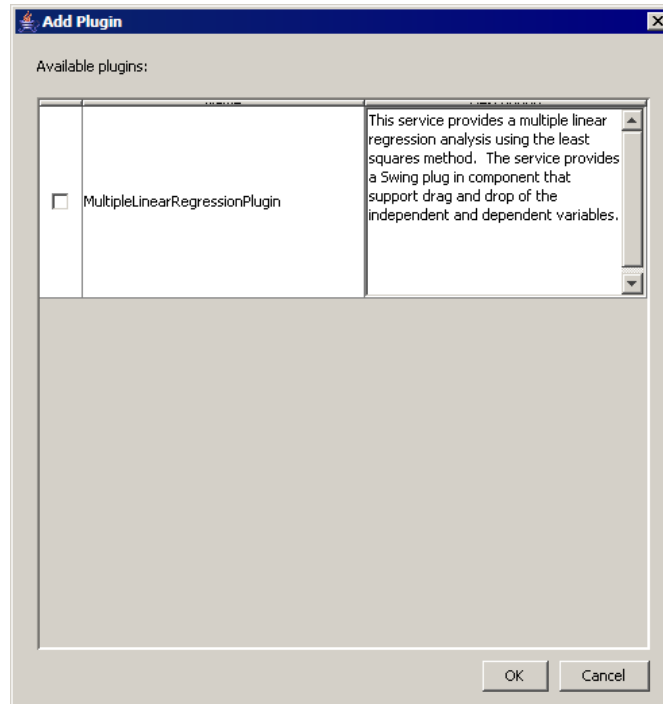 Add Plugin
Available plugins:
This service provides a multiple linear
regression analysis using the least
squares method.  The service provides
a Swing plug in component that
support drag and drop of the
independent and dependent variables.
MultipleLinearRegressionPlugin
OK
Cancel